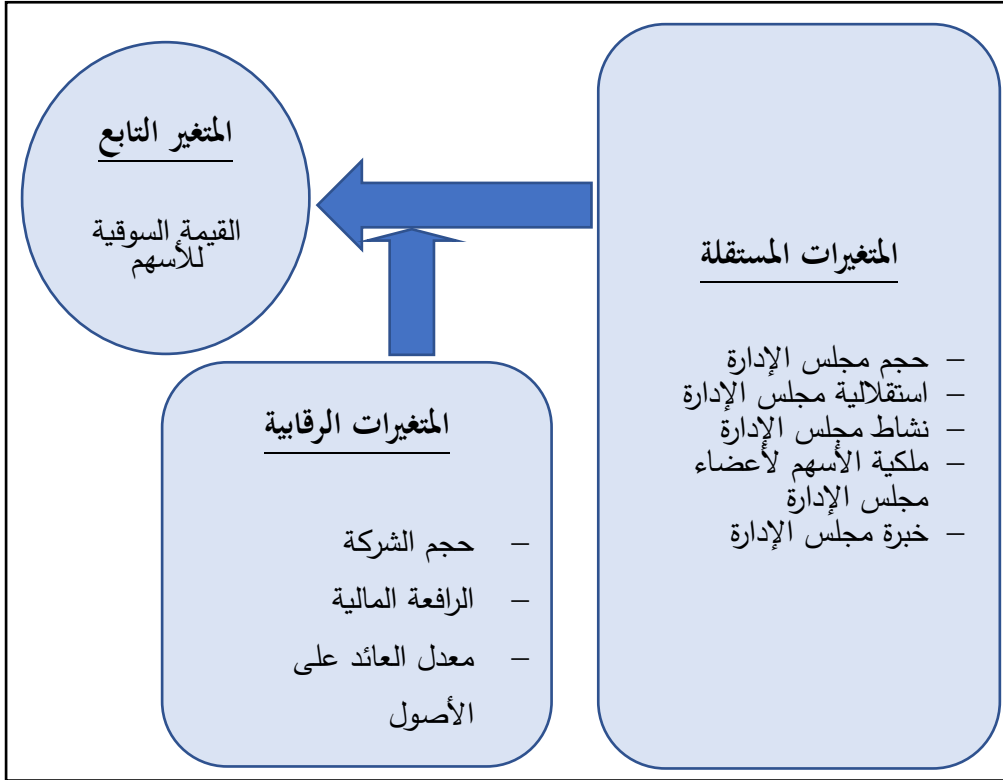 المتغير التابع
القيمة السوقية
للأسهم
المتغيرات المستقلة
– حجم مجلس الإدارة
– استقلالية مجلس الإدارة
– نشاط مجلس الإدارة
– ملكية الأسهم لأعضاء
مجلس الإدارة
– خبرة مجلس الإدارة
المتغيرات الرقابية
– حجم الشركة
– الرافعة المالية
– معدل العائد على
الأصول